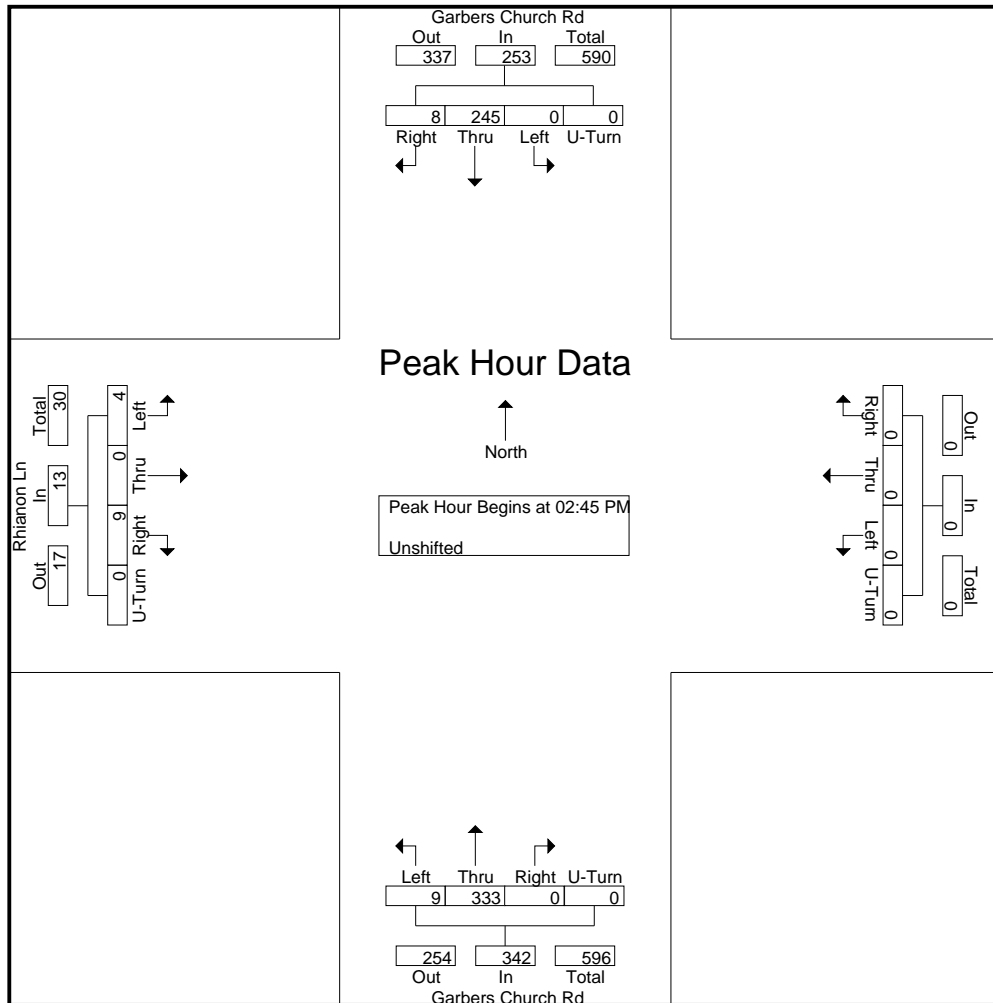 Garbers Church Rd
Out In Total
337 253 590
8 245 0 0
Right Thru Left U-Turn
Peak Hour Data
North
Peak Hour Begins at 02:45 PM
Unshifted
Rhianon Ln
Out In Total
17 13 30
Left Thru Right U-Turn
4 0 9 0
Right Thru Left U-Turn
0 0 0 0
Out In Total
0 0 0
Left Thru Right U-Turn
9 333 0 0
254 342 596
Out In Total
Garbers Church Rd